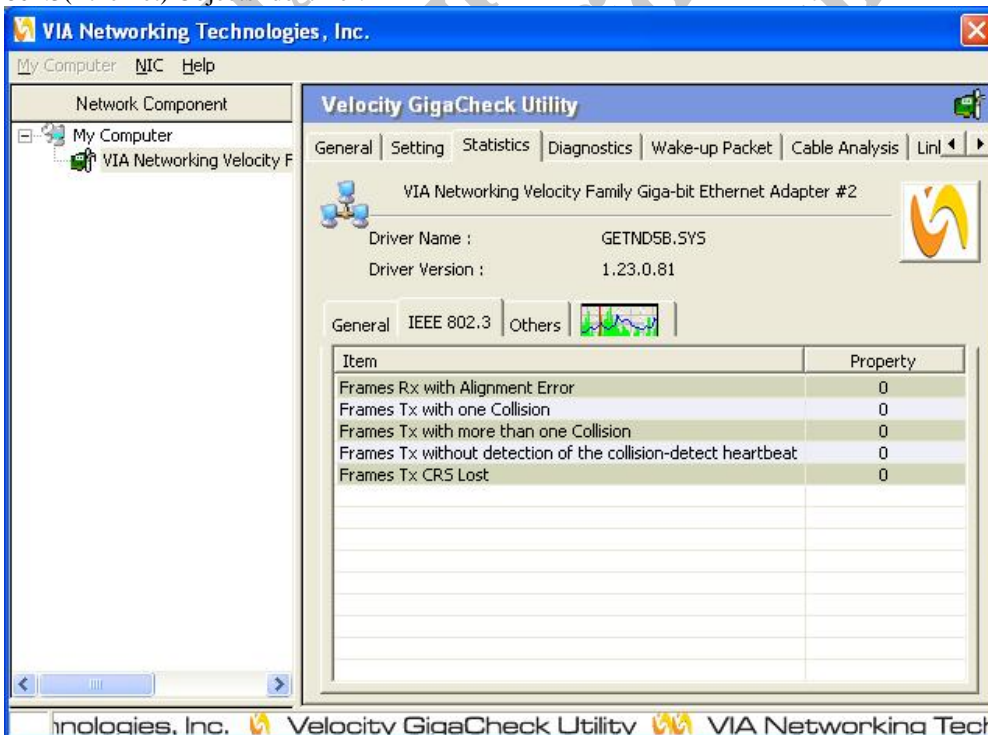 VIA Networking Technologies, Inc.
My Computer NIC Help
Network Component
My Computer
VIA Networking Velocity F
Velocity GigaCheck Utility
General Setting Statistics Diagnostics Wake-up Packet Cable Analysis Linl
VIA Networking Velocity Family Giga-bit Ethernet Adapter #2
Driver Name : GETND5B.SYS
Driver Version : 1.23.0.81
General IEEE 802.3 Others
Item Property
Frames Rx with Alignment Error 0
Frames Tx with one Collision 0
Frames Tx with more than one Collision 0
Frames Tx without detection of the collision-detect heartbeat 0
Frames Tx CRS Lost 0
hnologies, Inc. Velocity GigaCheck Utility VIA Networking Tech